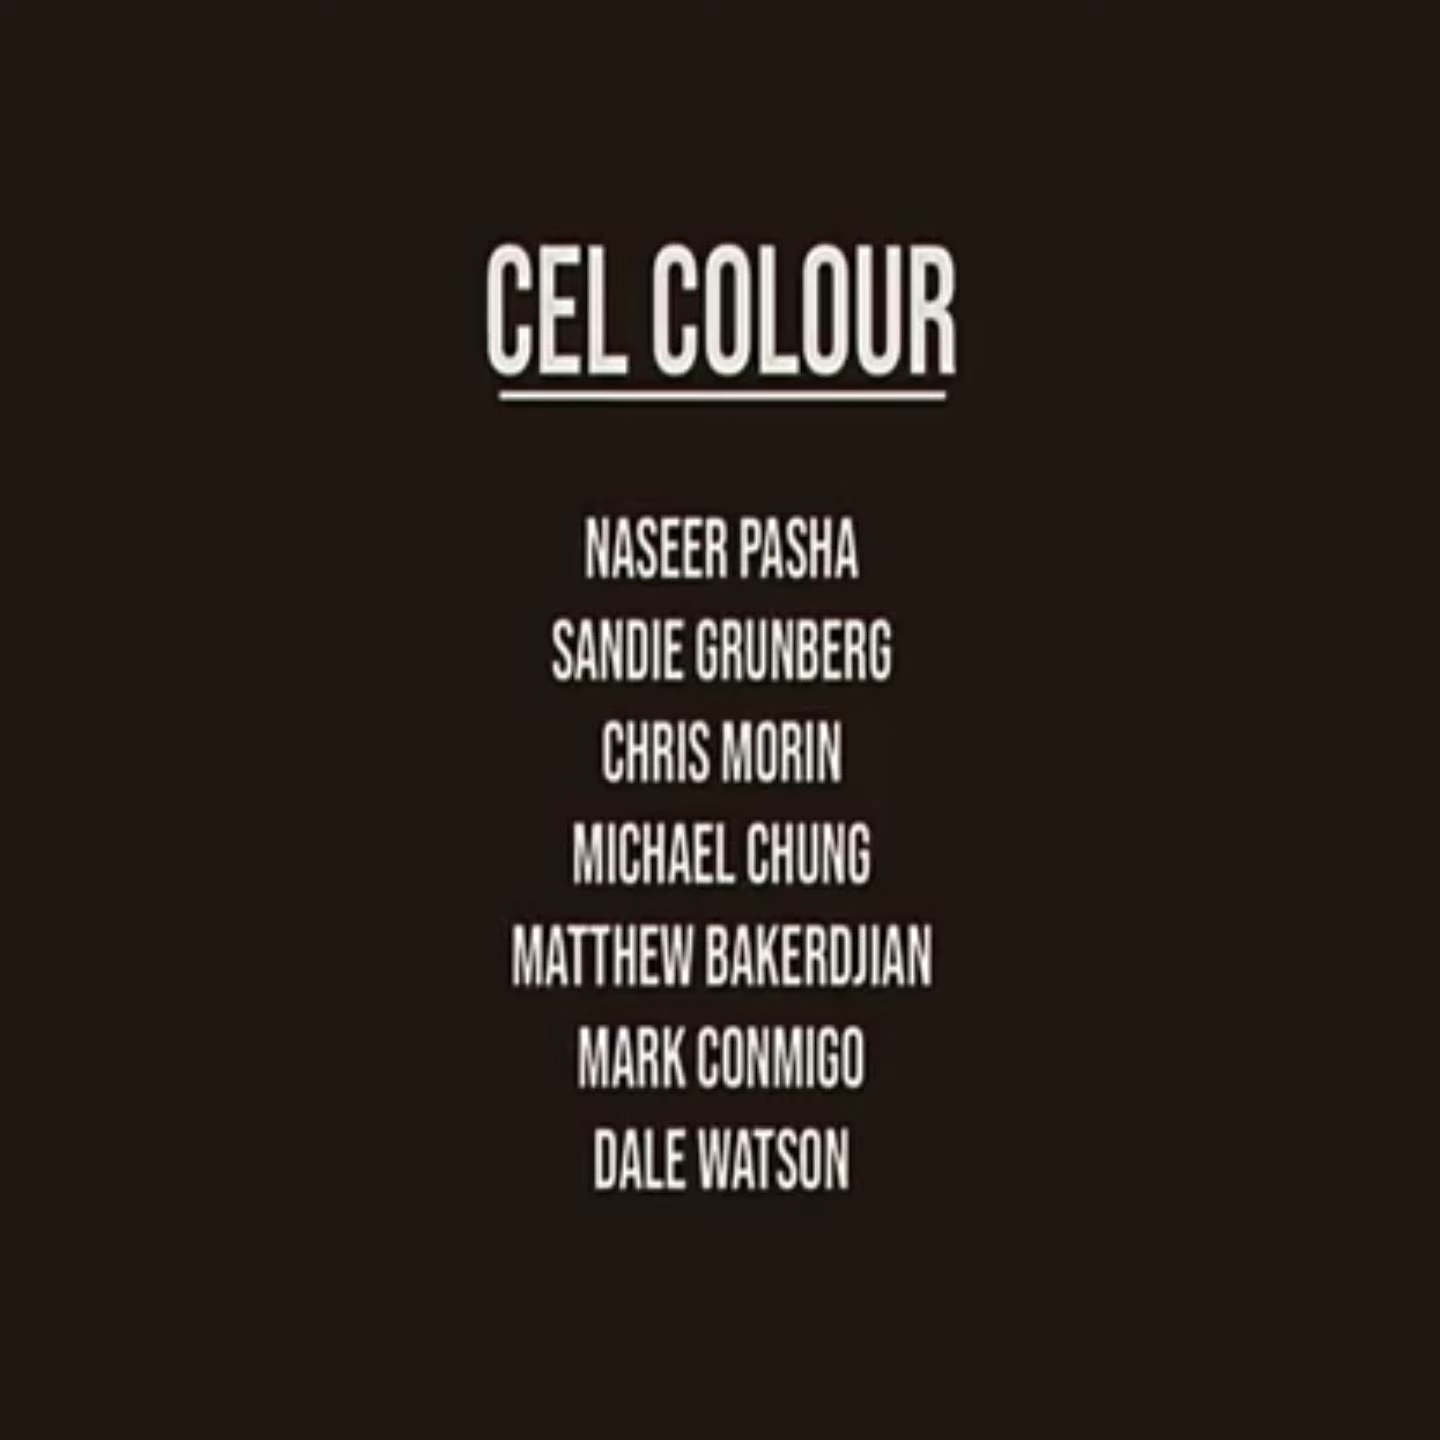 CEL COLOUR
NASEER PASHA
SANDIE GRUNBERG
CHRIS MORIN
MICHAEL CHUNG
MATTHEW BAKERDJIAN
MARK CONMIGO
DALE WATSON